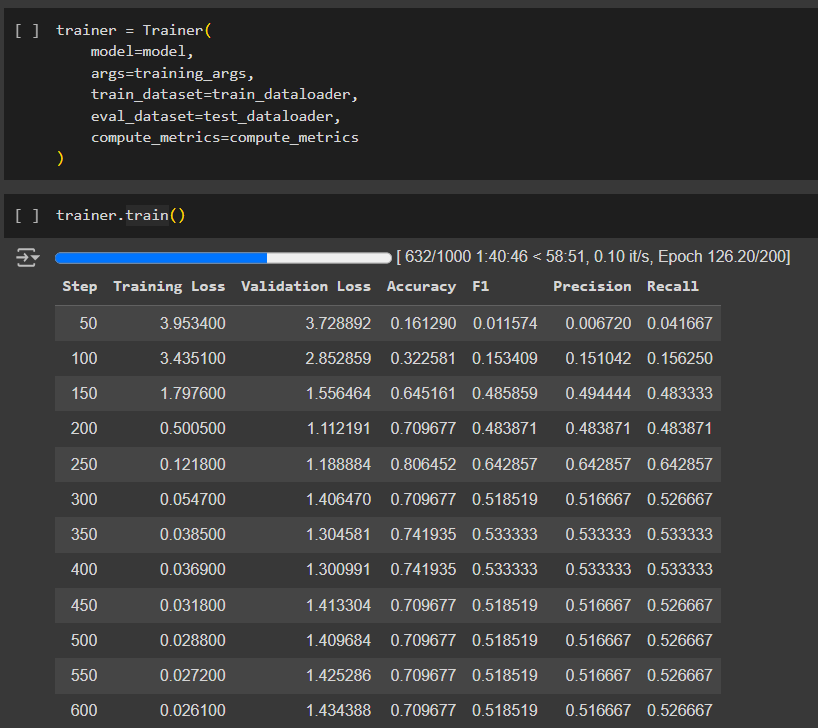 [ ] trainer = Trainer(
model=model,
args=training_args,
train_dataset=train_dataloader,
eval_dataset=test_dataloader,
compute_metrics=compute_metrics
)
[ ] trainer.train()
[ 632/1000 1:40:46 < 58:51, 0.10 it/s, Epoch 126.20/200]
Step Training Loss Validation Loss Accuracy F1 Precision Recall
50 3.953400 3.728892 0.161290 0.011574 0.006720 0.041667
100 3.435100 2.852859 0.322581 0.153409 0.151042 0.156250
150 1.797600 1.556464 0.645161 0.485859 0.494444 0.483333
200 0.500500 1.112191 0.709677 0.483871 0.483871 0.483871
250 0.121800 1.188884 0.806452 0.642857 0.642857 0.642857
300 0.054700 1.406470 0.709677 0.518519 0.516667 0.526667
350 0.038500 1.304581 0.741935 0.533333 0.533333 0.533333
400 0.036900 1.300991 0.741935 0.533333 0.533333 0.533333
450 0.031800 1.413304 0.709677 0.518519 0.516667 0.526667
500 0.028800 1.409684 0.709677 0.518519 0.516667 0.526667
550 0.027200 1.425286 0.709677 0.518519 0.516667 0.526667
600 0.026100 1.434388 0.709677 0.518519 0.516667 0.526667